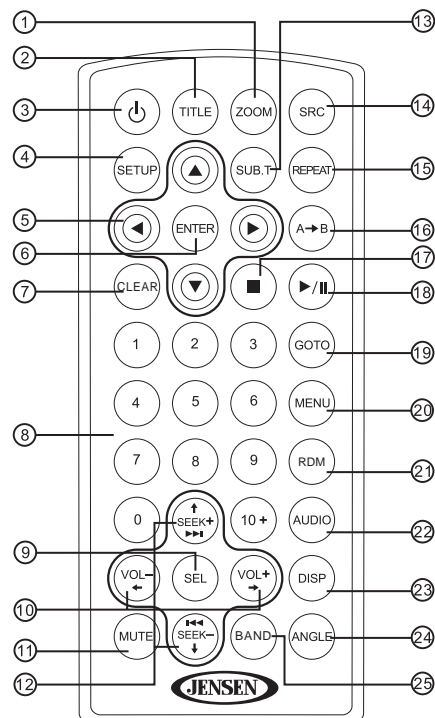 1
2
13
3
TITLE
ZOOM
SRC
14
4
SETUP
SUB.T
REPEAT
15
5
ENTER
A→B
16
6
17
7
CLEAR
18
1
2
3
GOTO
19
4
5
6
MENU
20
8
7
8
9
RDM
21
0
SEEK+
10 +
AUDIO
22
9
VOL-
SEL
VOL+
DISP
23
10
11
MUTE
SEEK-
BAND
ANGLE
24
12
JENSEN
25